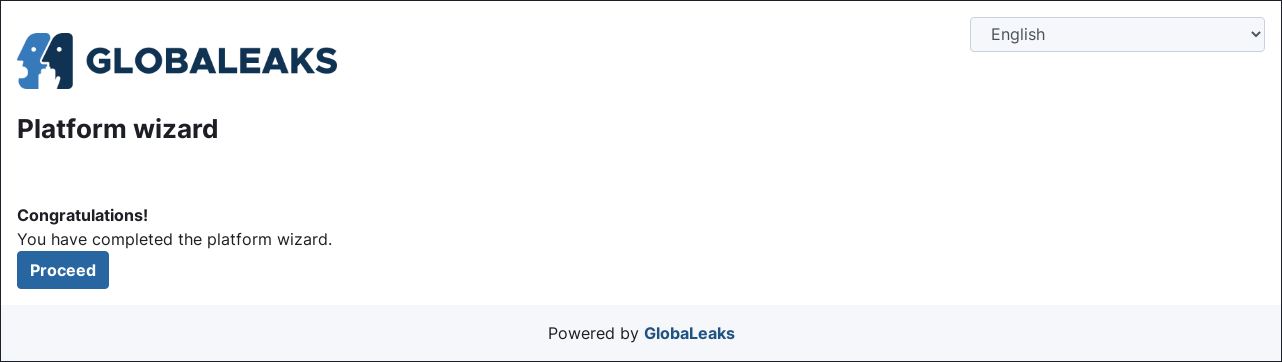 GLOBALEAKS
English
Platform wizard
Congratulations!
You have completed the platform wizard.
Proceed
Powered by GlobaLeaks